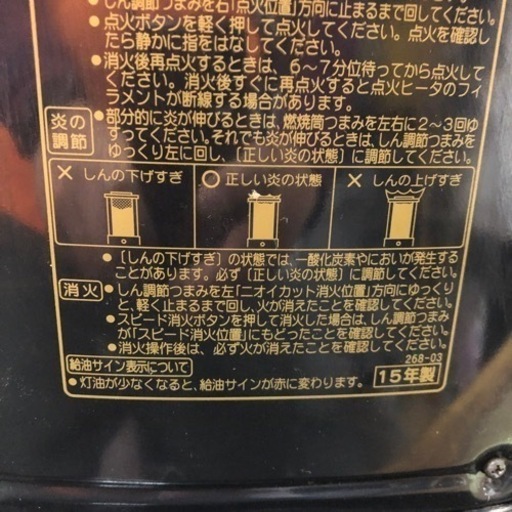 しん調節つまみを右「点火位置」方向に止まるまで回してください。
●点火ボタンを軽く押して点火してください。点火を確認し
たら静かに指をはなしてください。
●消火後再点火するときは、6〜7分位待ってから点火して
ください。消火後すぐに再点火すると点火ヒータのフィ
ラメントが断線する場合があります。
炎の調節
●部分的に炎が伸びるときは、燃焼筒つまみを左右に2〜3回ゆ
すってください。それでも炎が伸びるときは、しん調節つまみを
ゆっくり左に回し、〔正しい炎の状態〕に調節してください。
× しんの下げすぎ
○ 正しい炎の状態
× しんの上げすぎ
●〔しんの下げすぎ〕の状態では、一酸化炭素やにおいが発生する
ことがあります。必ず〔正しい炎の状態〕に調節してください。
消火
●しん調節つまみを左「ニオイカット消火位置」方向にゆっくり
と、軽く止まるまで回し、火が消えたことを確認してください。
●スピード消火ボタンを押して消火した場合は、しん調節つまみ
が「スピード消火位置」にもどったことを確認してください。
●消火操作後は、必ず火が消えたことを確認してください。
268-03
給油サイン表示について
●灯油が少なくなると、給油サインが赤に変わります。
15年製